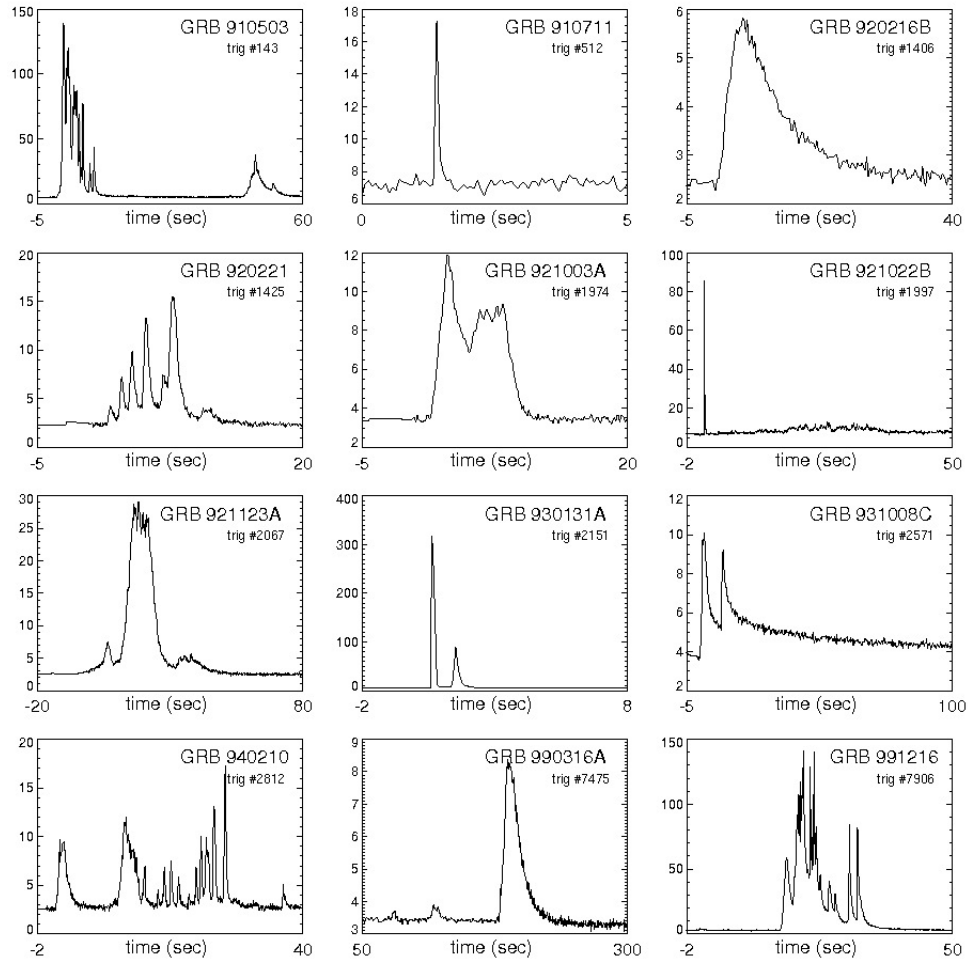 150
GRB 910503
trig #143
100
50
0
-5
time (sec)
60
18
GRB 910711
trig #512
16
14
12
10
8
6
0
time (sec)
5
6
GRB 920216B
trig #1406
5
4
3
2
-5
time (sec)
40
20
GRB 920221
trig #1425
15
10
5
0
-5
time (sec)
20
12
GRB 921003A
trig #1974
10
8
6
4
2
-5
time (sec)
20
100
GRB 921022B
trig #1997
80
60
40
20
0
-2
time (sec)
50
30
GRB 921123A
trig #2067
25
20
15
10
5
0
-20
time (sec)
80
400
GRB 930131A
trig #2151
300
200
100
0
-2
time (sec)
8
12
GRB 931008C
trig #2571
10
8
6
4
2
-5
time (sec)
100
20
GRB 940210
trig #2812
15
10
5
0
-2
time (sec)
40
9
GRB 990316A
trig #7475
8
7
6
5
4
3
50
time (sec)
300
150
GRB 991216
trig #7906
100
50
0
-2
time (sec)
50